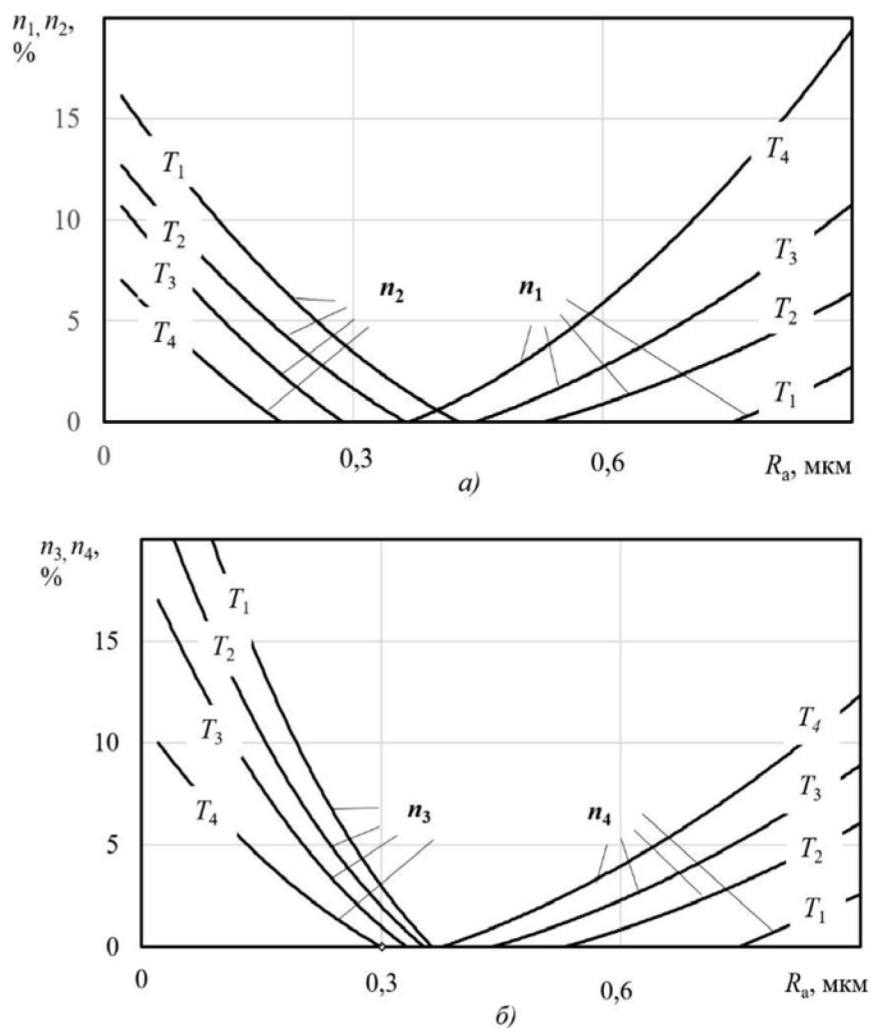 n₁, n₂,
%
15
10
5
0
0
0,3
0,6
Rₐ, мкм
T₁
T₂
T₃
T₄
n₂
n₁
T₄
T₃
T₂
T₁
а)
n₃, n₄,
%
15
10
5
0
0
0,3
0,6
Rₐ, мкм
T₁
T₂
T₃
T₄
n₃
n₄
T₄
T₃
T₂
T₁
б)